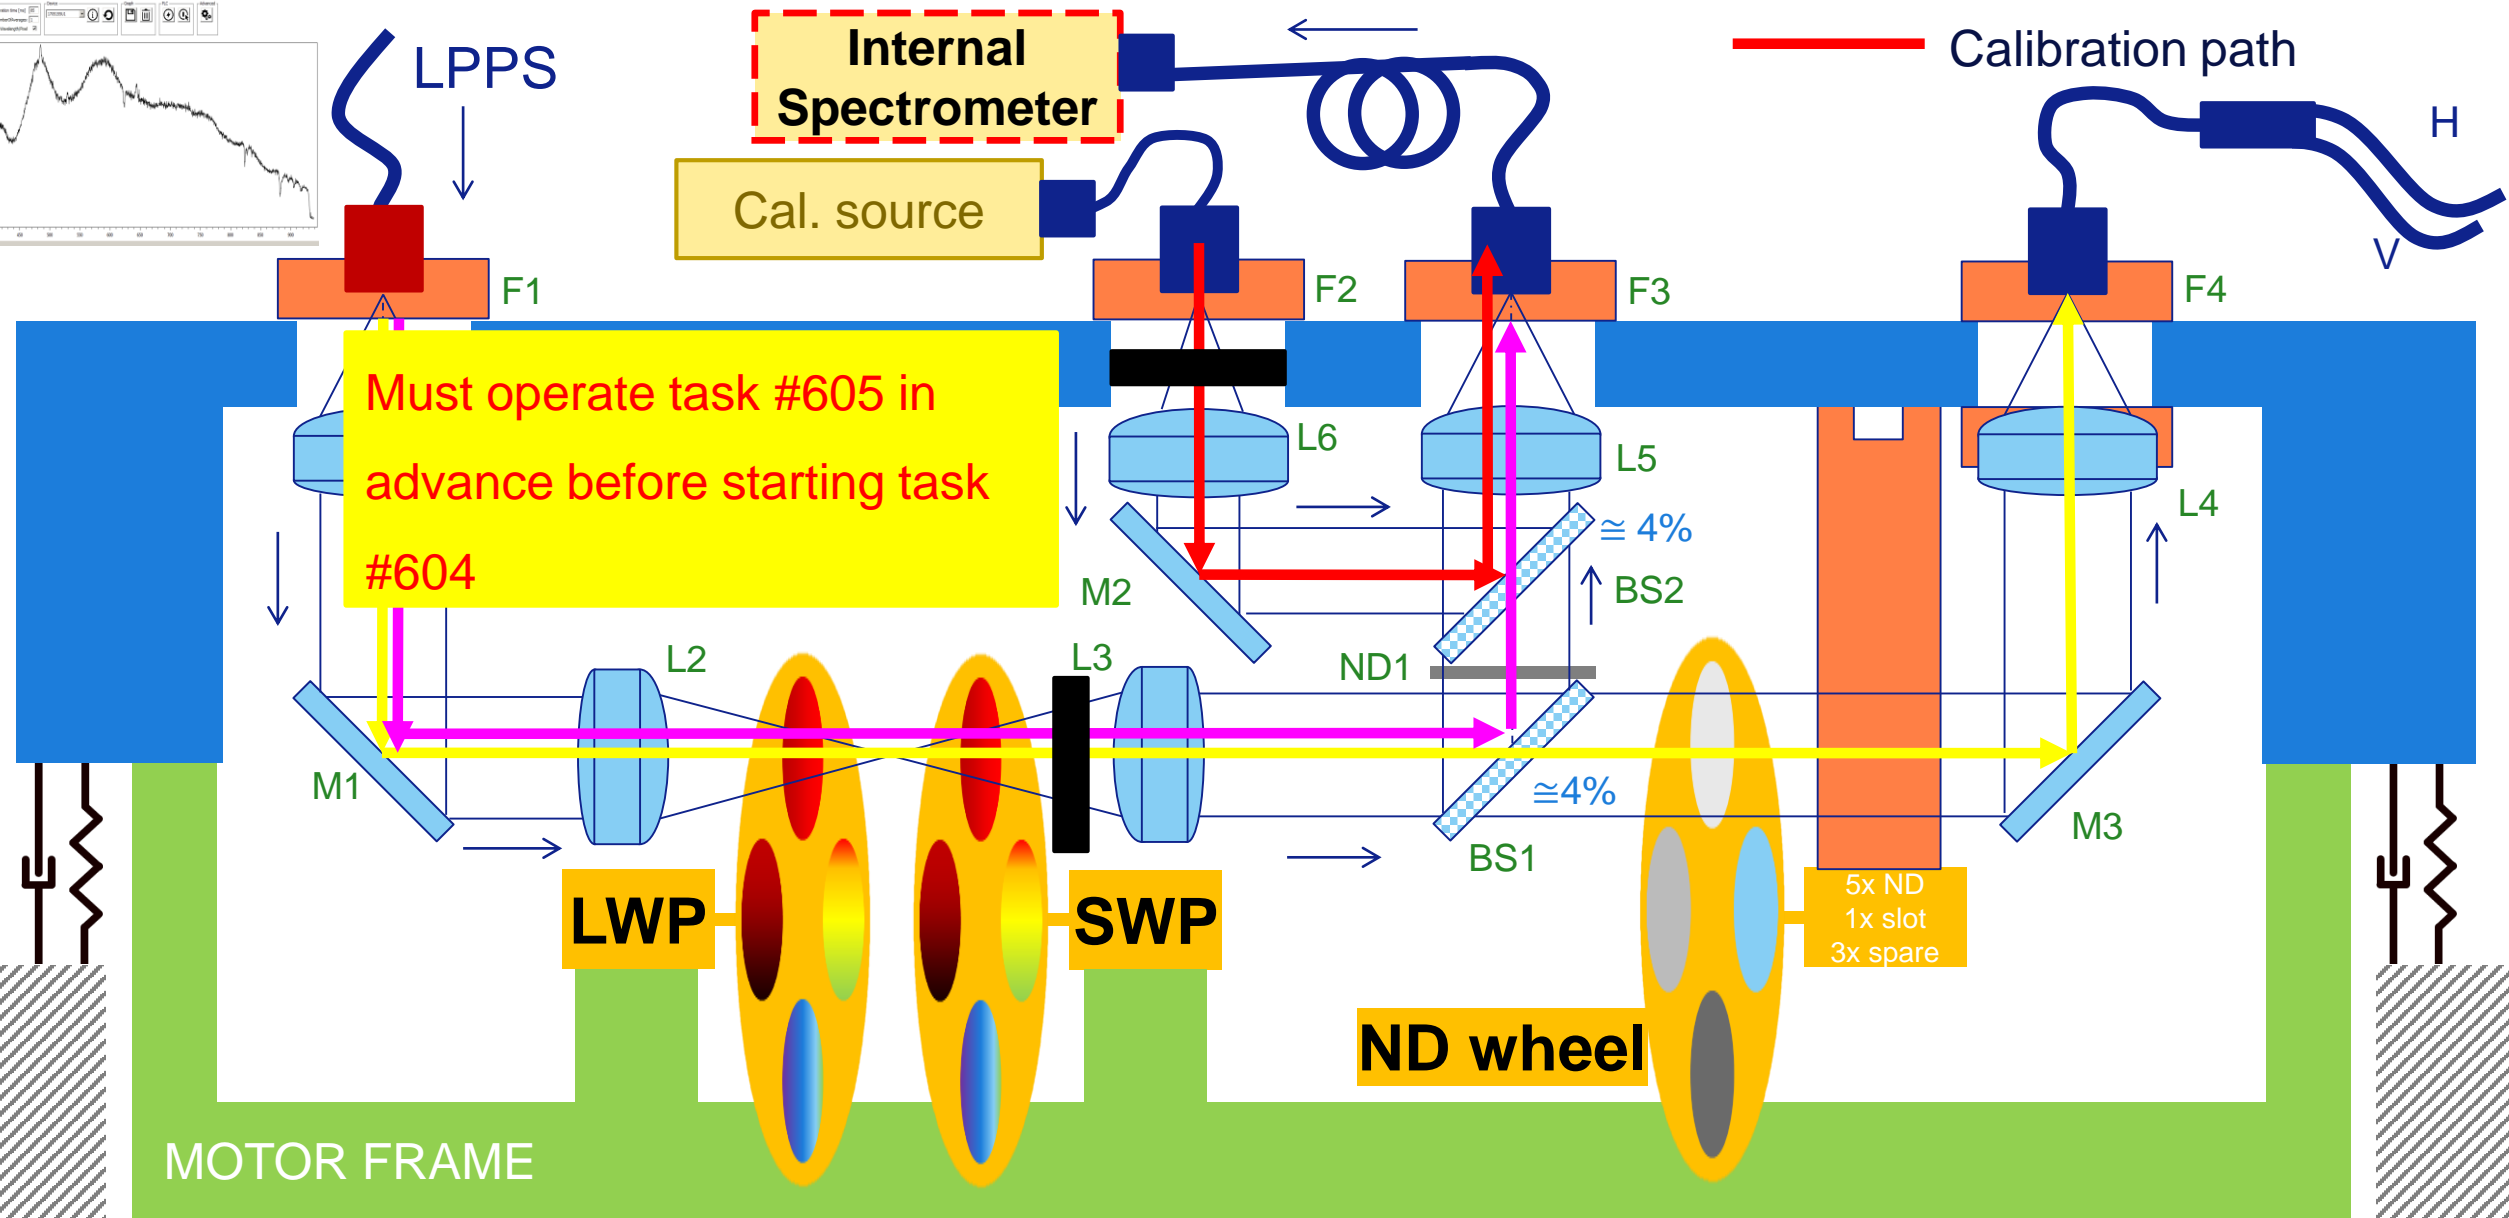 LPPS
Internal
Spectrometer
Calibration path
H
V
Cal. source
F1
F2
F3
F4
Must operate task #605 in
advance before starting task
#604
L6
L5
L4
≅ 4%
M2
BS2
L2
L3
ND1
M1
≅4%
BS1
M3
LWP
SWP
5x ND
1x slot
3x spare
ND wheel
MOTOR FRAME